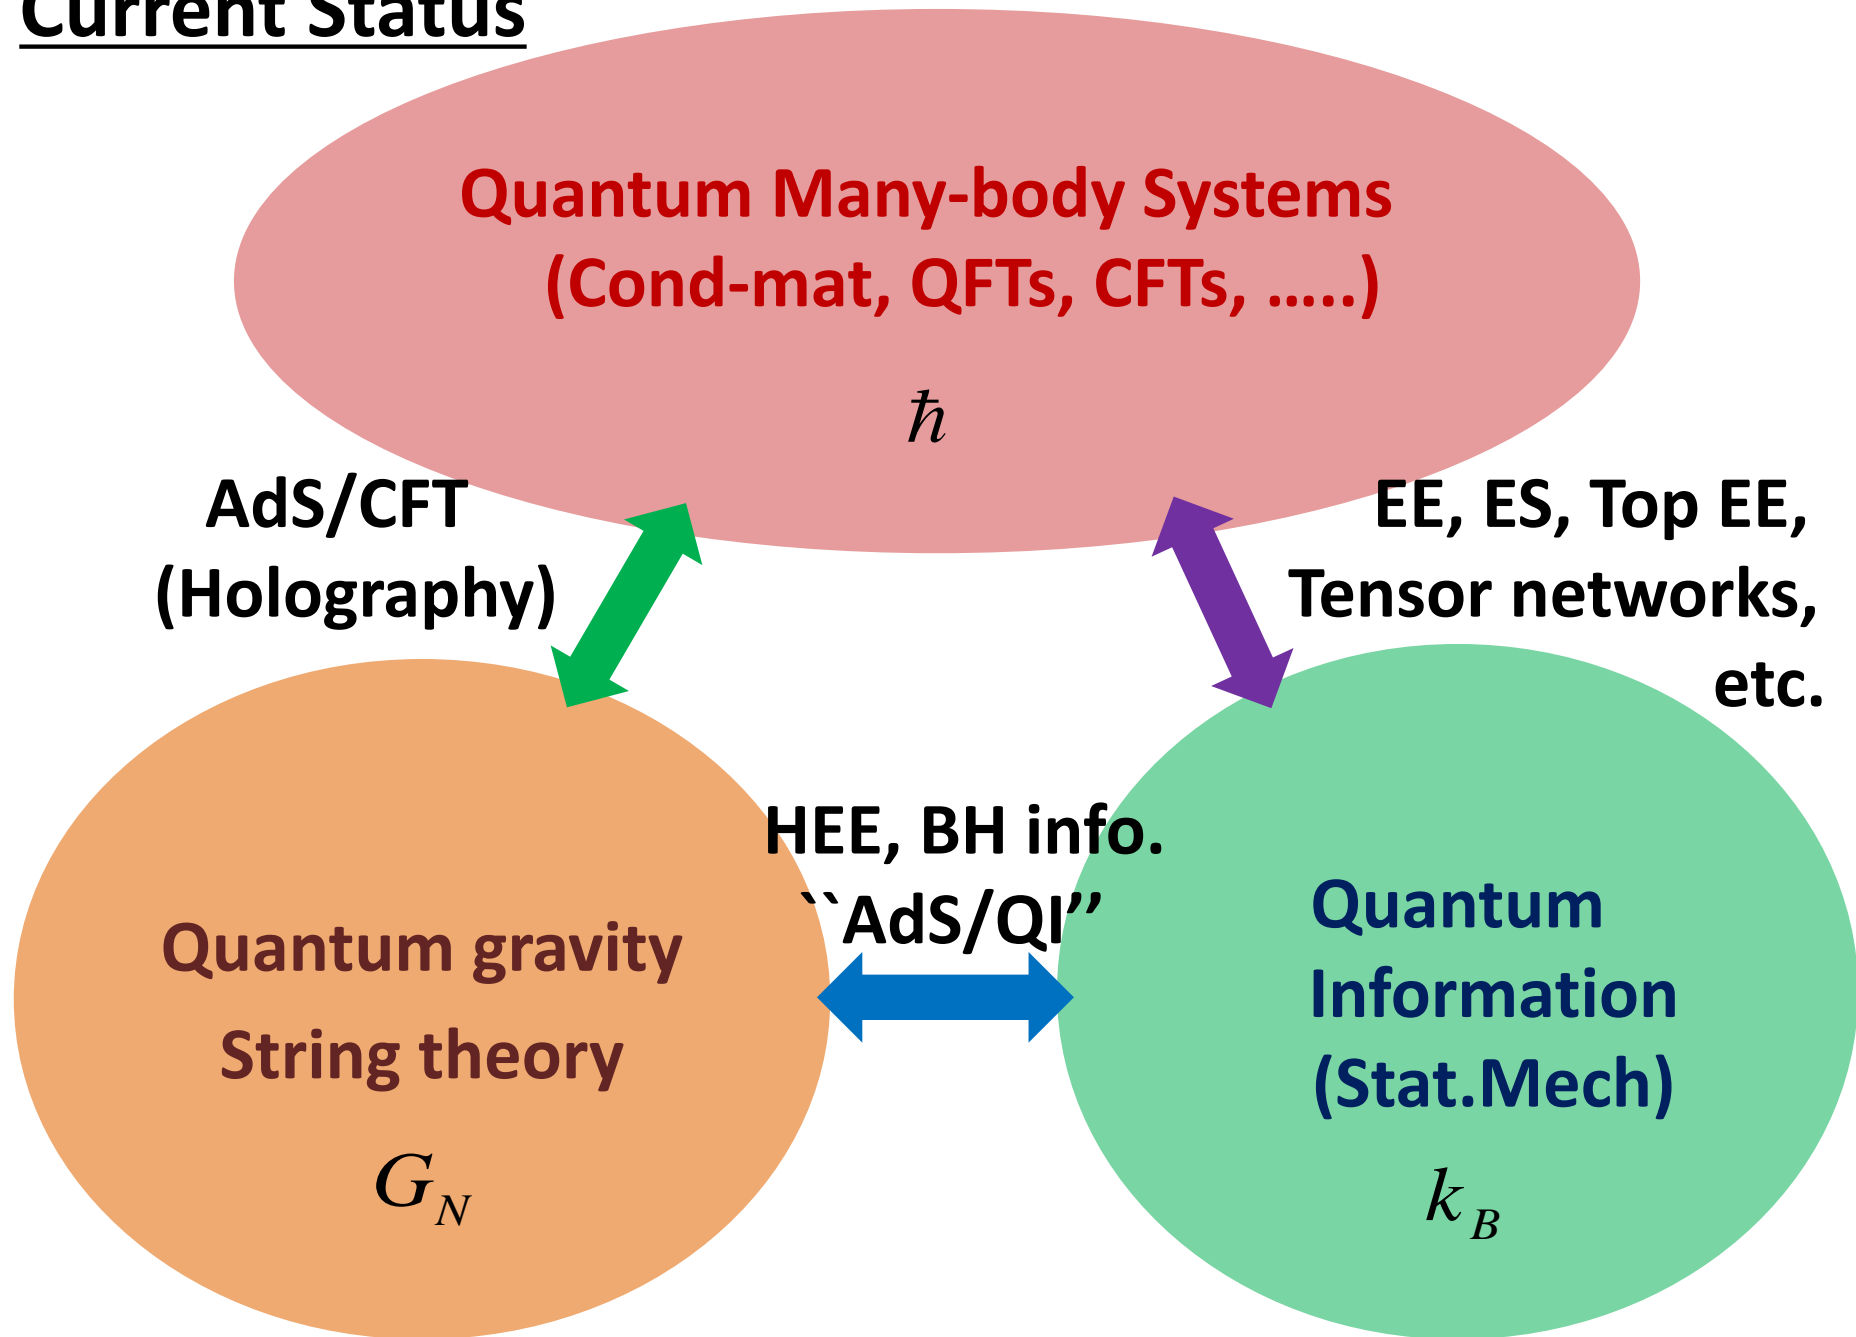 Current Status
Quantum Many-body Systems
(Cond-mat, QFTs, CFTs, …..)
ħ
AdS/CFT
(Holography)
EE, ES, Top EE,
Tensor networks,
etc.
HEE, BH info.
``AdS/QI’’
Quantum gravity
String theory
G_N
Quantum
Information
(Stat.Mech)
k_B